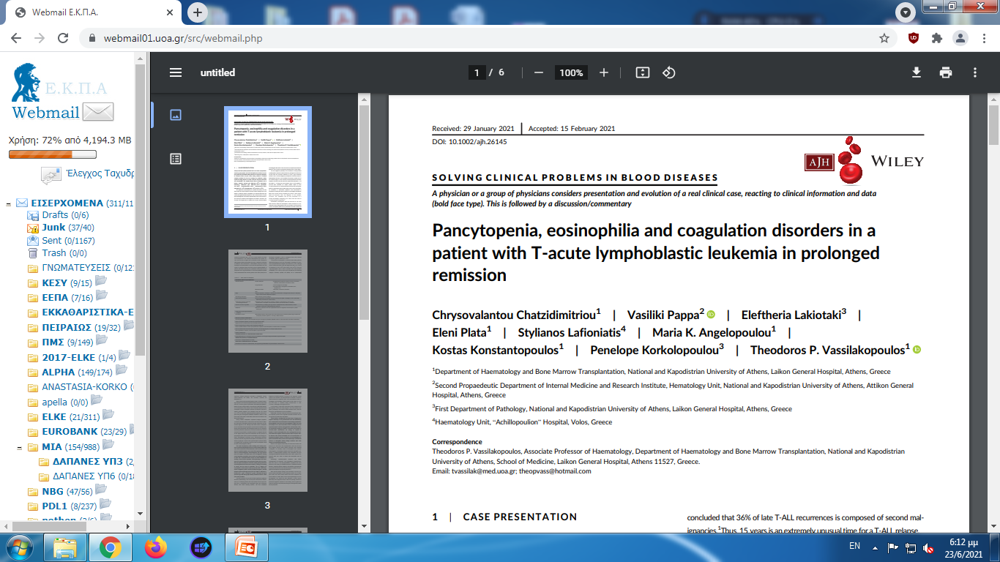 Webmail Ε.Κ.Π.Α.
webmail01.uoa.gr/src/webmail.php
Ε.Κ.Π.Α
Webmail
Χρήση: 72% από 4,194.3 MB
Έλεγχος Ταχυδρ
ΕΙΣΕΡΧΟΜΕΝΑ (311/11
Drafts (0/6)
Junk (37/40)
Sent (0/1167)
Trash (0/0)
ΓΝΩΜΑΤΕΥΣΕΙΣ (0/121
ΚΕΣΥ (9/15)
ΕΕΠΑ (7/16)
ΕΚΚΑΘΑΡΙΣΤΙΚΑ-Ε
ΠΕΙΡΑΙΩΣ (19/32)
ΠΜΣ (9/149)
2017-ELKE (1/4)
ALPHA (149/174)
ANASTASIA-KORKO (
apella (0/0)
ELKE (21/311)
EUROBANK (23/29)
MIA (154/988)
ΔΑΠΑΝΕΣ ΥΠ3 (2,
ΔΑΠΑΝΕΣ ΥΠ6 (0/18
NBG (47/56)
PDL1 (8/237)
untitled
1 / 6
100%
1
2
3
Received: 29 January 2021 | Accepted: 15 February 2021
DOI: 10.1002/ajh.26145
AJH WILEY
SOLVING CLINICAL PROBLEMS IN BLOOD DISEASES
A physician or a group of physicians considers presentation and evolution of a real clinical case, reacting to clinical information and data
(bold face type). This is followed by a discussion/commentary
Pancytopenia, eosinophilia and coagulation disorders in a
patient with T-acute lymphoblastic leukemia in prolonged
remission
Chrysovalantou Chatzidimitriou1 | Vasiliki Pappa2 iD | Eleftheria Lakiotaki3 |
Eleni Plata1 | Stylianos Lafioniatis4 | Maria K. Angelopoulou1 |
Kostas Konstantopoulos1 | Penelope Korkolopoulou3 | Theodoros P. Vassilakopoulos1 iD
1Department of Haematology and Bone Marrow Transplantation, National and Kapodistrian University of Athens, Laikon General Hospital, Athens, Greece
2Second Propaedeutic Department of Internal Medicine and Research Institute, Hematology Unit, National and Kapodistrian University of Athens, Attikon General
Hospital, Athens, Greece
3First Department of Pathology, National and Kapodistrian University of Athens, Laikon General Hospital, Athens, Greece
4Haematology Unit, “Achillopoulion” Hospital, Volos, Greece
Correspondence
Theodoros P. Vassilakopoulos, Associate Professor of Haematology, Department of Haematology and Bone Marrow Transplantation, National and Kapodistrian
University of Athens, School of Medicine, Laikon General Hospital, Athens 11527, Greece.
Email: tvassilak@med.uoa.gr; theopvass@hotmail.com
1 | CASE PRESENTATION
concluded that 36% of late T-ALL recurrences is composed of second mal-
ignancies.1Thus, 15 years is an extremely unusual time for a T-ALL relapse.
EN
6:12 μμ
23/6/2021